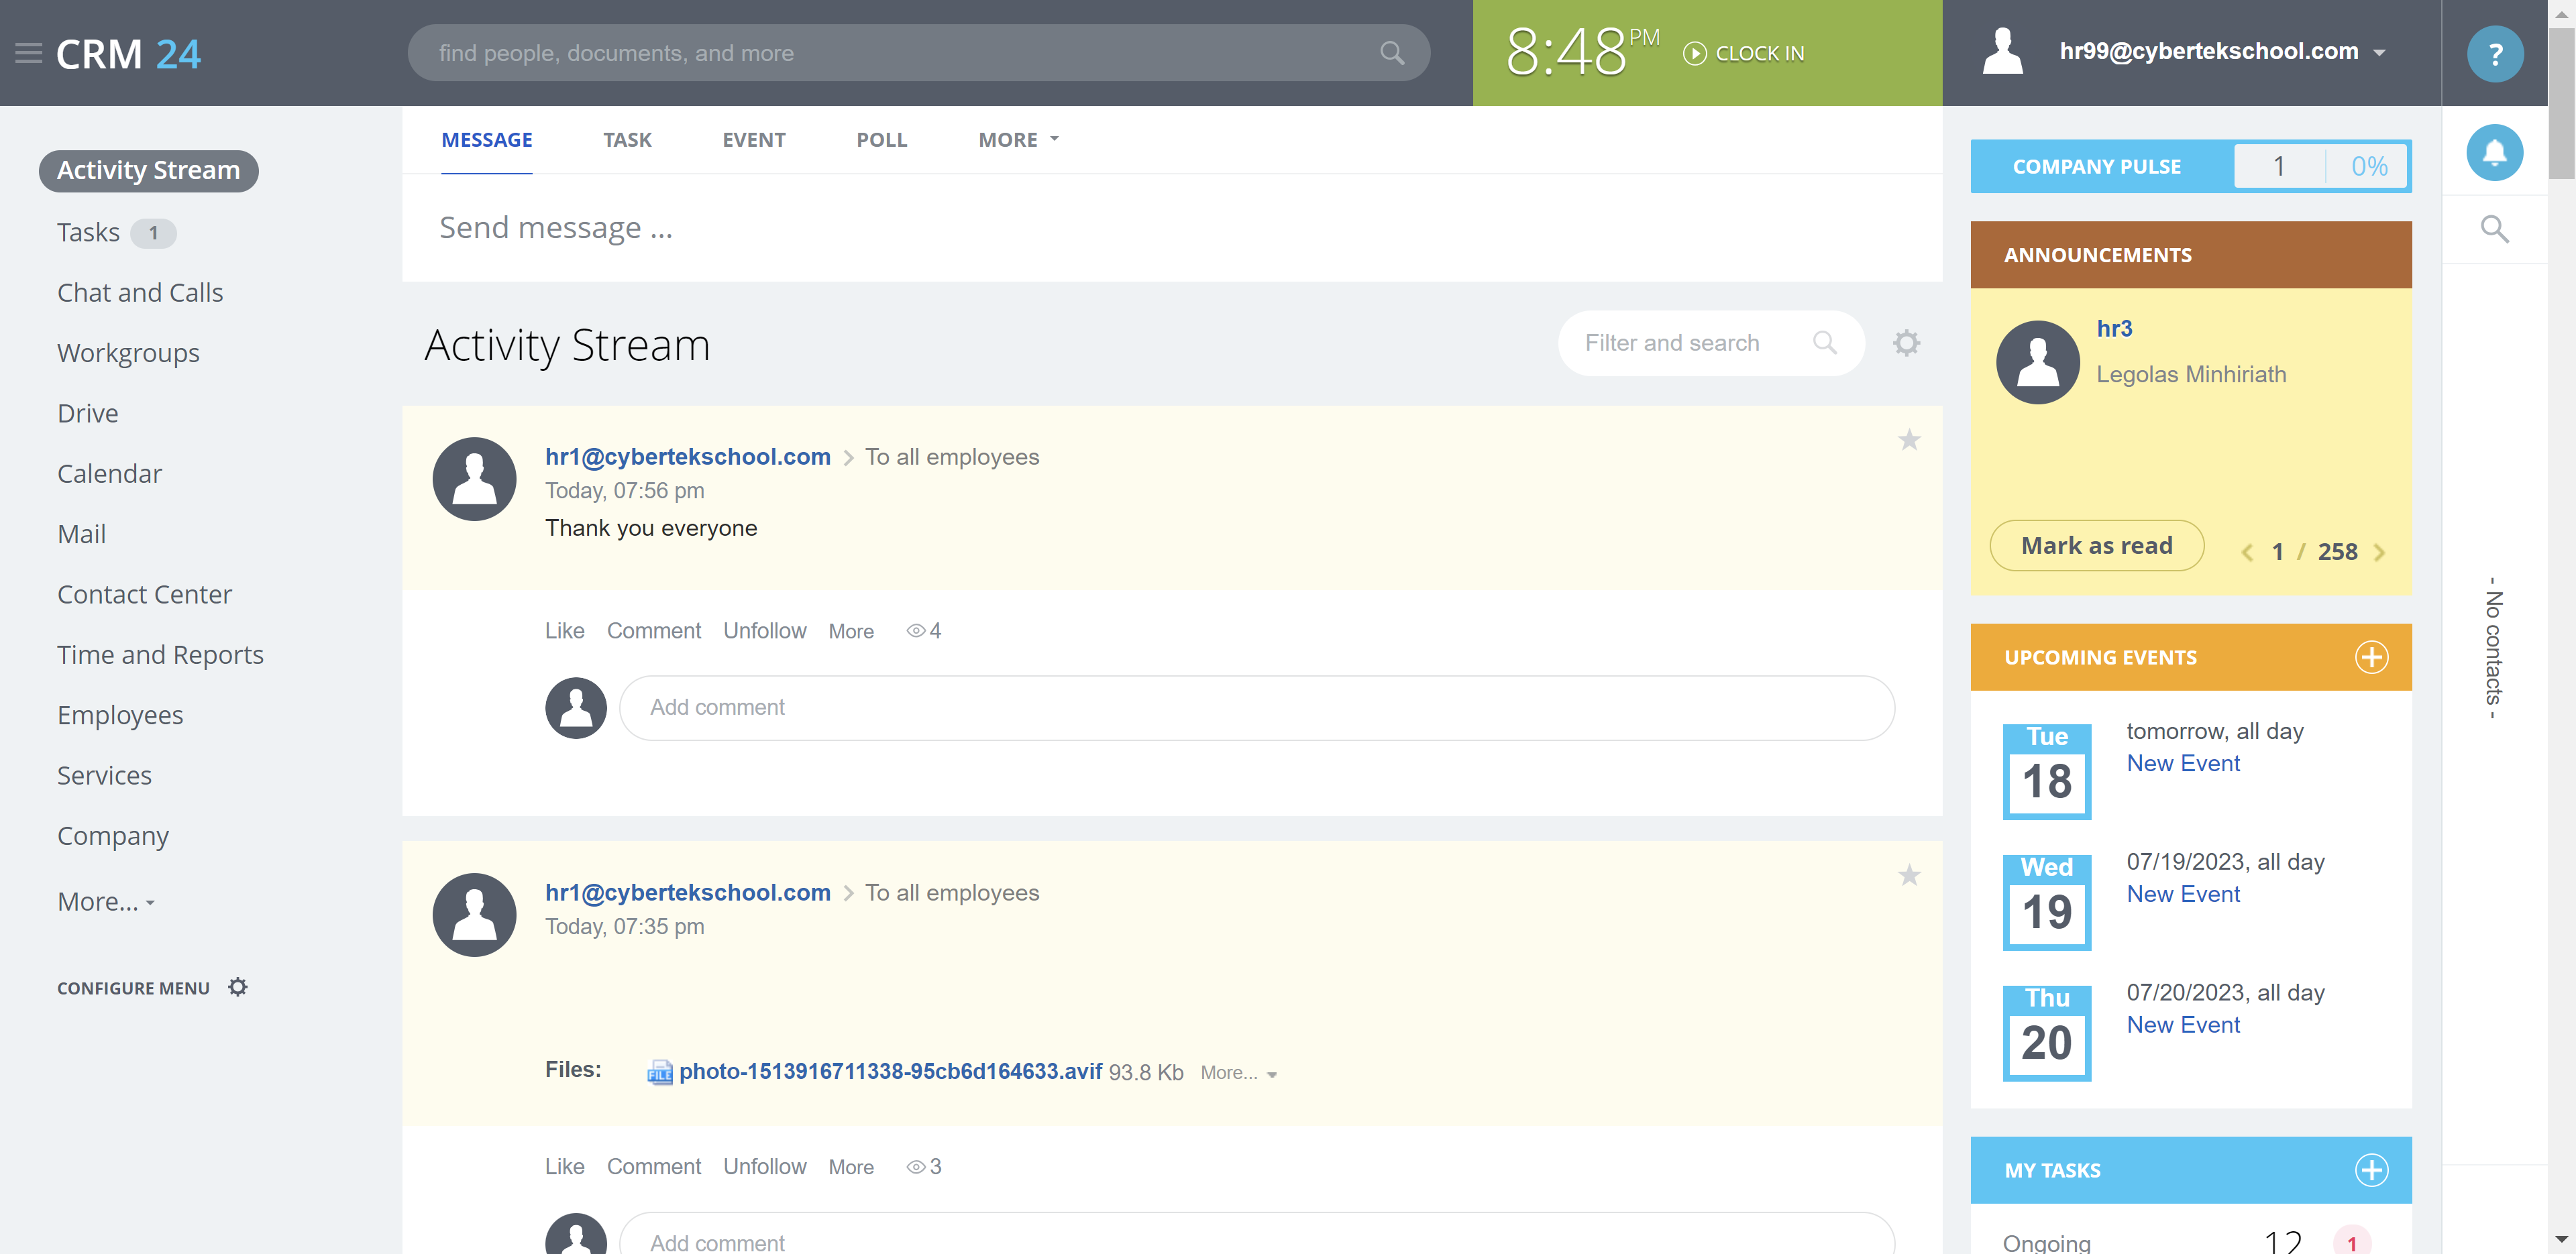 CRM 24
find people, documents, and more
8:48 PM CLOCK IN
hr99@cybertekschool.com
?
Activity Stream
Tasks 1
Chat and Calls
Workgroups
Drive
Calendar
Mail
Contact Center
Time and Reports
Employees
Services
Company
More...
CONFIGURE MENU
MESSAGE TASK EVENT POLL MORE
Send message ...
Activity Stream
Filter and search
hr1@cybertekschool.com To all employees
Today, 07:56 pm
Thank you everyone
Like Comment Unfollow More 4
Add comment
hr1@cybertekschool.com To all employees
Today, 07:35 pm
Files: FILE photo-1513916711338-95cb6d164633.avif 93.8 Kb More...
Like Comment Unfollow More 3
Add comment
COMPANY PULSE 1 0%
ANNOUNCEMENTS
hr3
Legolas Minhiriath
Mark as read 1 / 258
UPCOMING EVENTS
Tue
18
tomorrow, all day
New Event
Wed
19
07/19/2023, all day
New Event
Thu
20
07/20/2023, all day
New Event
MY TASKS
Ongoing 12 1
- No contacts -